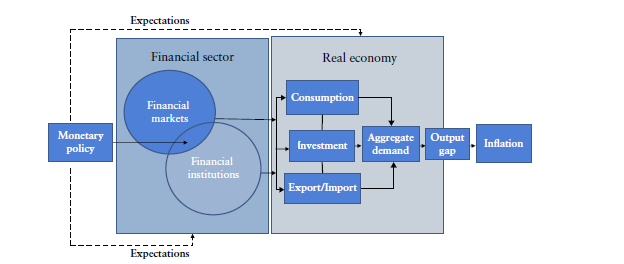 Expectations
Financial sector
Real economy
Financial
markets
Consumption
Monetary
policy
Investment
Aggregate
demand
Output
gap
Inflation
Financial
institutions
Export/Import
Expectations